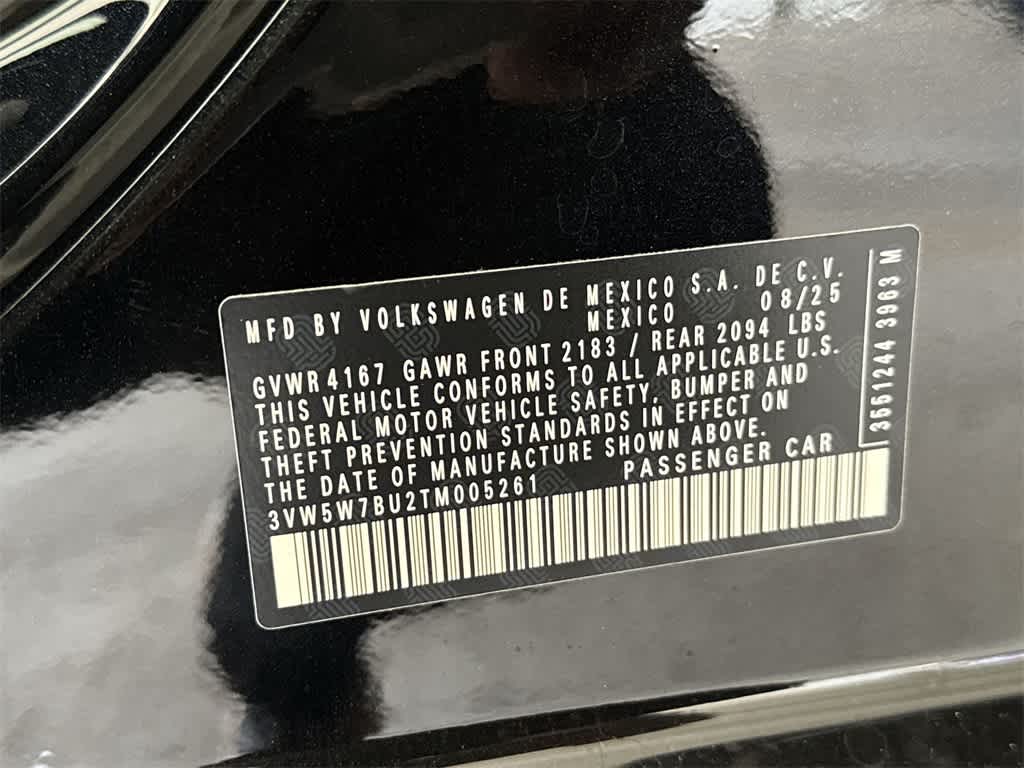 MFD BY VOLKSWAGEN DE MEXICO S.A. DE C.V.
MEXICO 08/25
GVWR 4167 GAWR FRONT 2183 / REAR 2094 LBS
THIS VEHICLE CONFORMS TO ALL APPLICABLE U.S.
FEDERAL MOTOR VEHICLE SAFETY, BUMPER AND
THEFT PREVENTION STANDARDS IN EFFECT ON
THE DATE OF MANUFACTURE SHOWN ABOVE.
3VW5W7BU2TM005261 PASSENGER CAR
3551244 3963 M